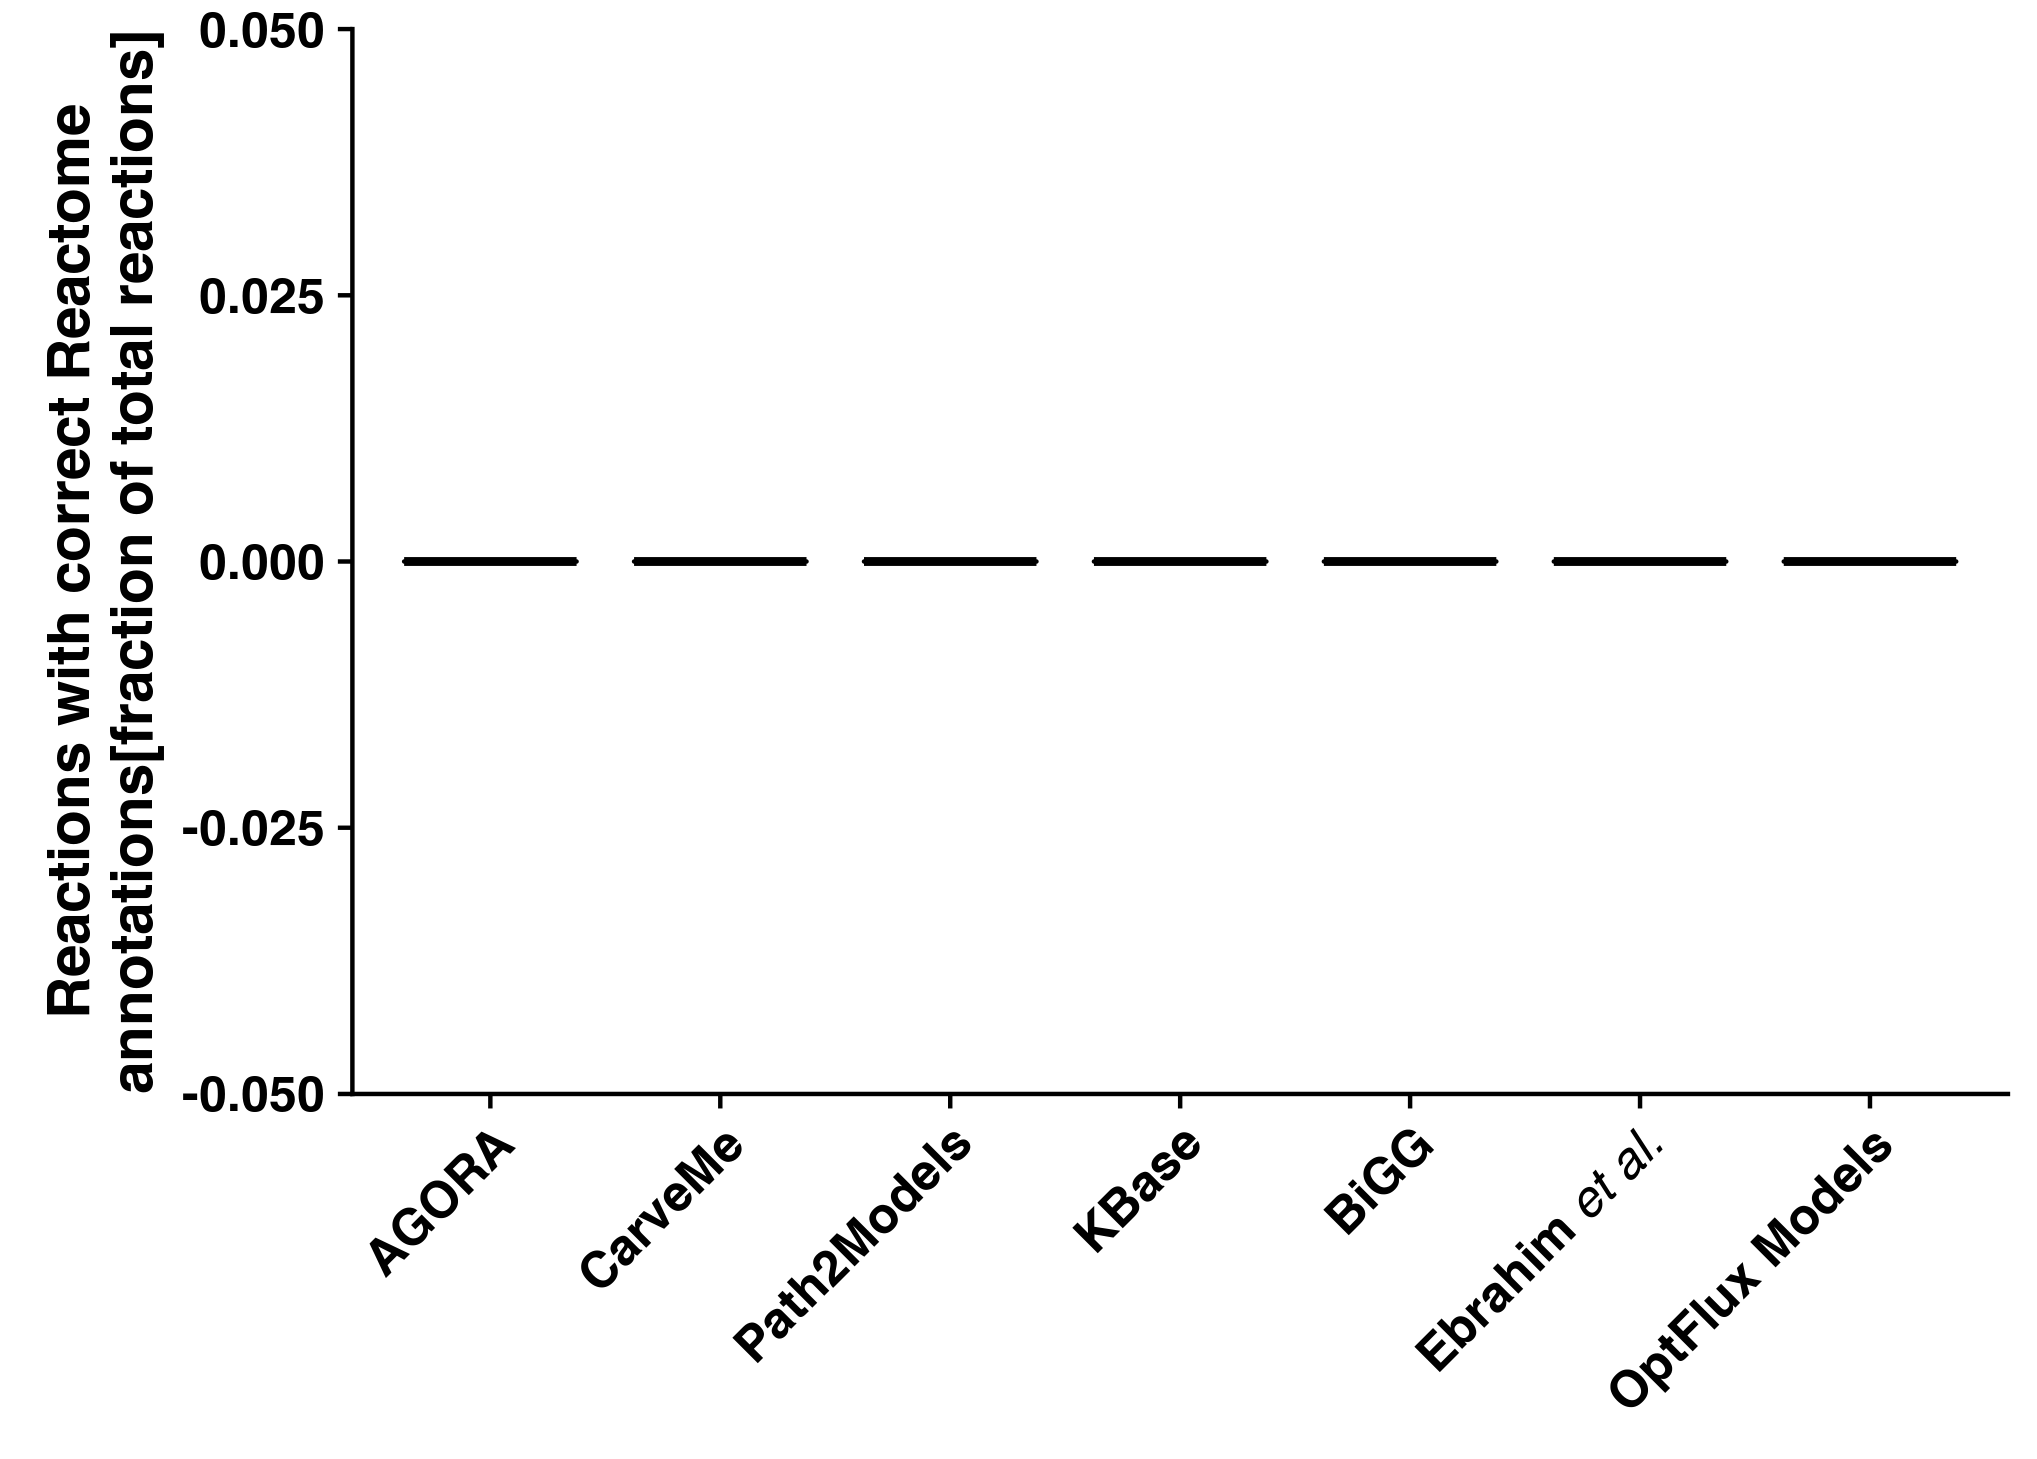 Reactions with correct Reactome
annotations[fraction of total reactions]
0.050
0.025
0.000
-0.025
-0.050
AGORA
CarveMe
Path2Models
KBase
BiGG
Ebrahim et al.
OptFlux Models